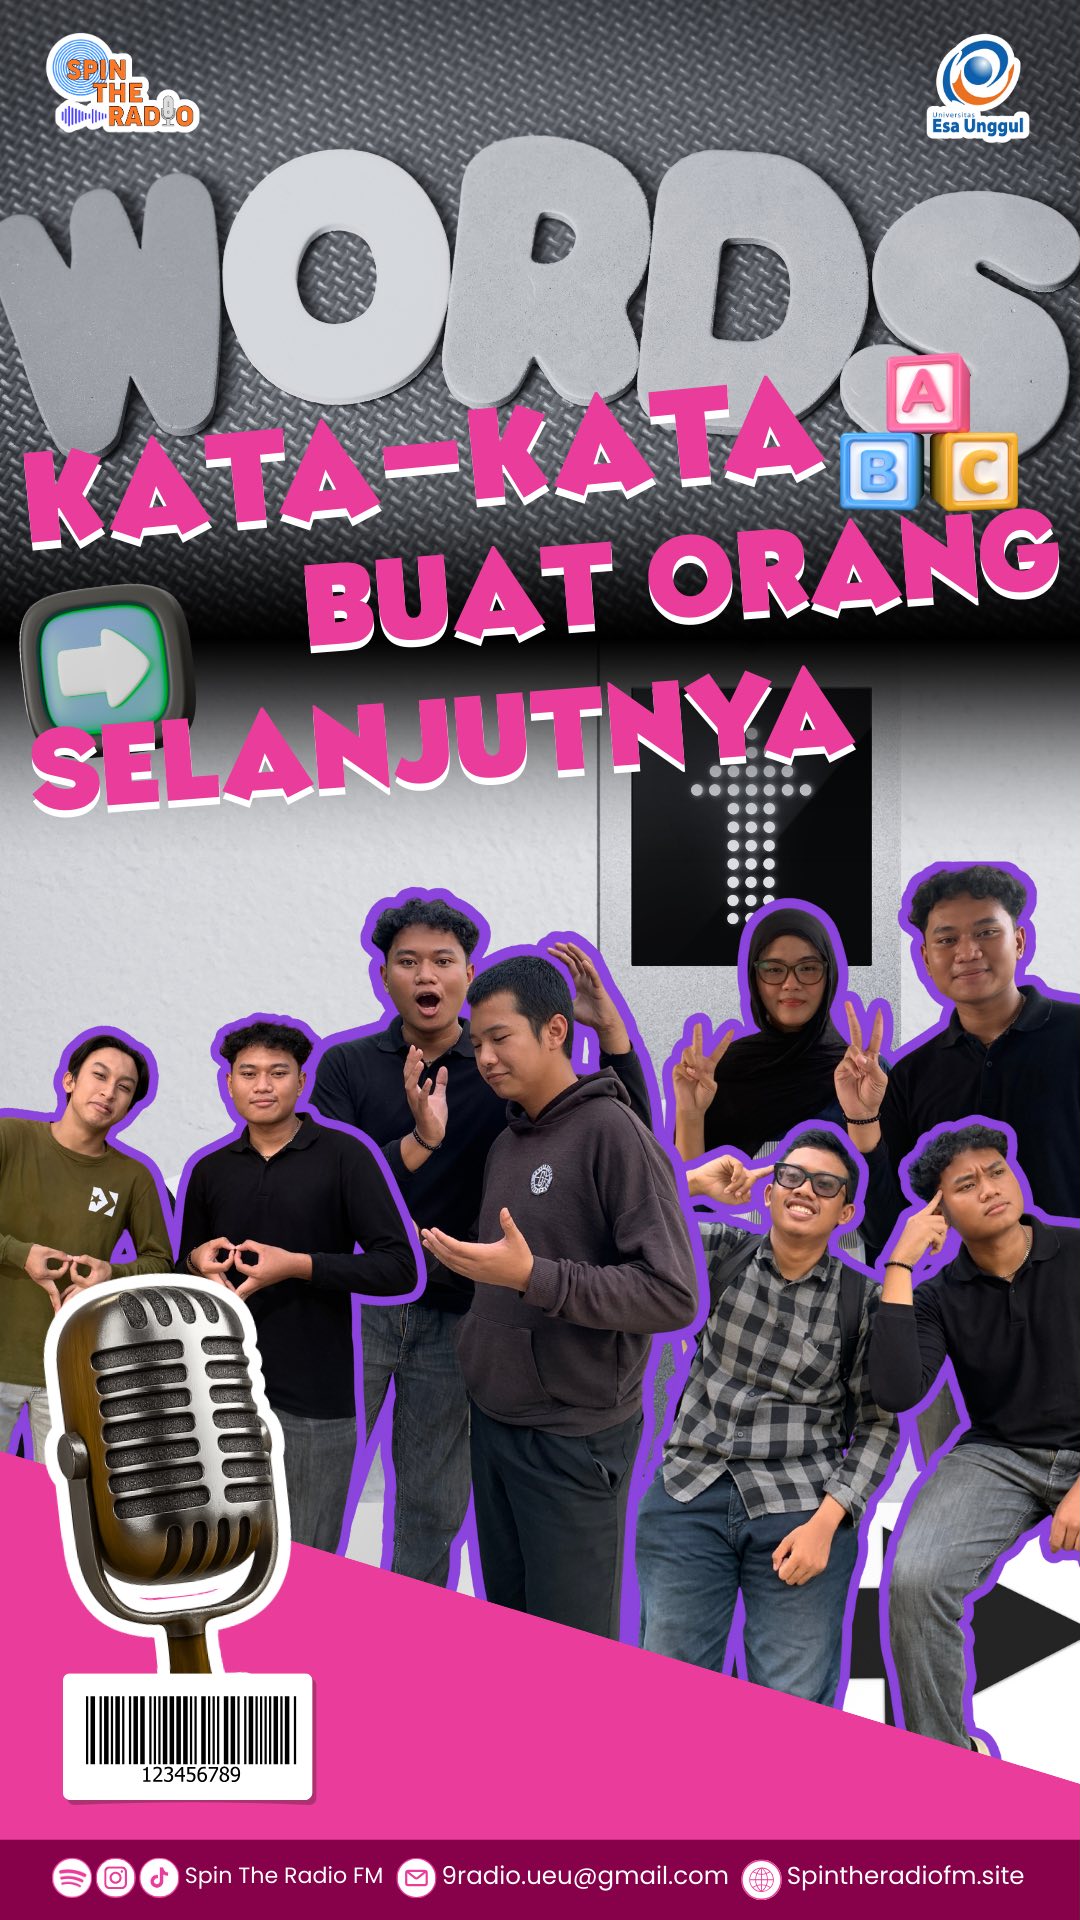 SPIN
THE
RADIO
Universitas
Esa Unggul
WORDS
A
B C
KATA-KATA
BUAT ORANG
SELANJUTNYA
123456789
Spin The Radio FM 9radio.ueu@gmail.com Spintheradiofm.site